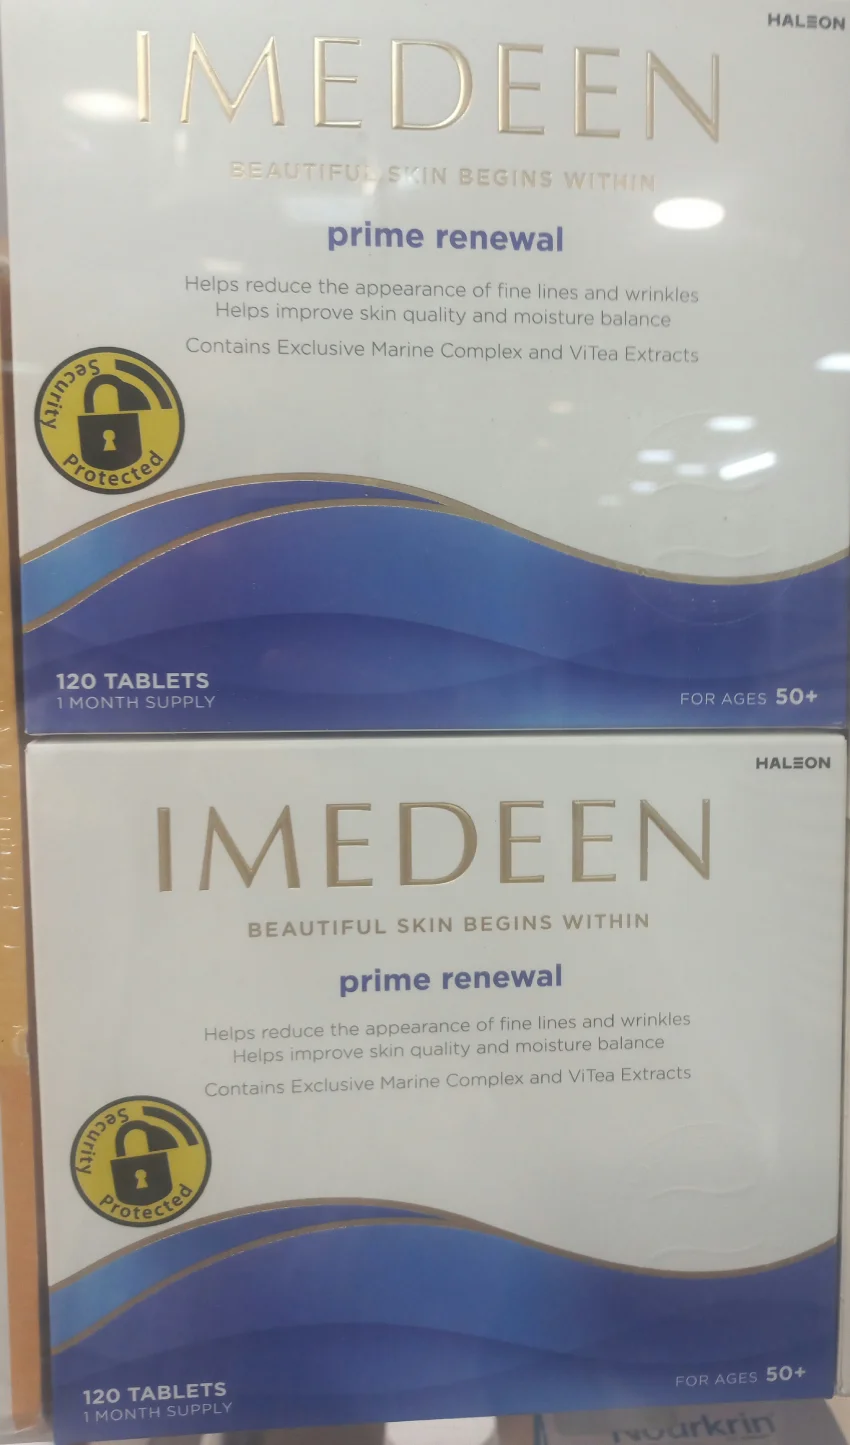 HALEON
IMEDEEN
BEAUTIFUL SKIN BEGINS WITHIN
prime renewal
Helps reduce the appearance of fine lines and wrinkles
Helps improve skin quality and moisture balance
Contains Exclusive Marine Complex and ViTea Extracts
Security
Protected
120 TABLETS
1 MONTH SUPPLY
FOR AGES 50+
HALEON
IMEDEEN
BEAUTIFUL SKIN BEGINS WITHIN
prime renewal
Helps reduce the appearance of fine lines and wrinkles
Helps improve skin quality and moisture balance
Contains Exclusive Marine Complex and ViTea Extracts
Security
Protected
120 TABLETS
1 MONTH SUPPLY
FOR AGES 50+
Nourkrin